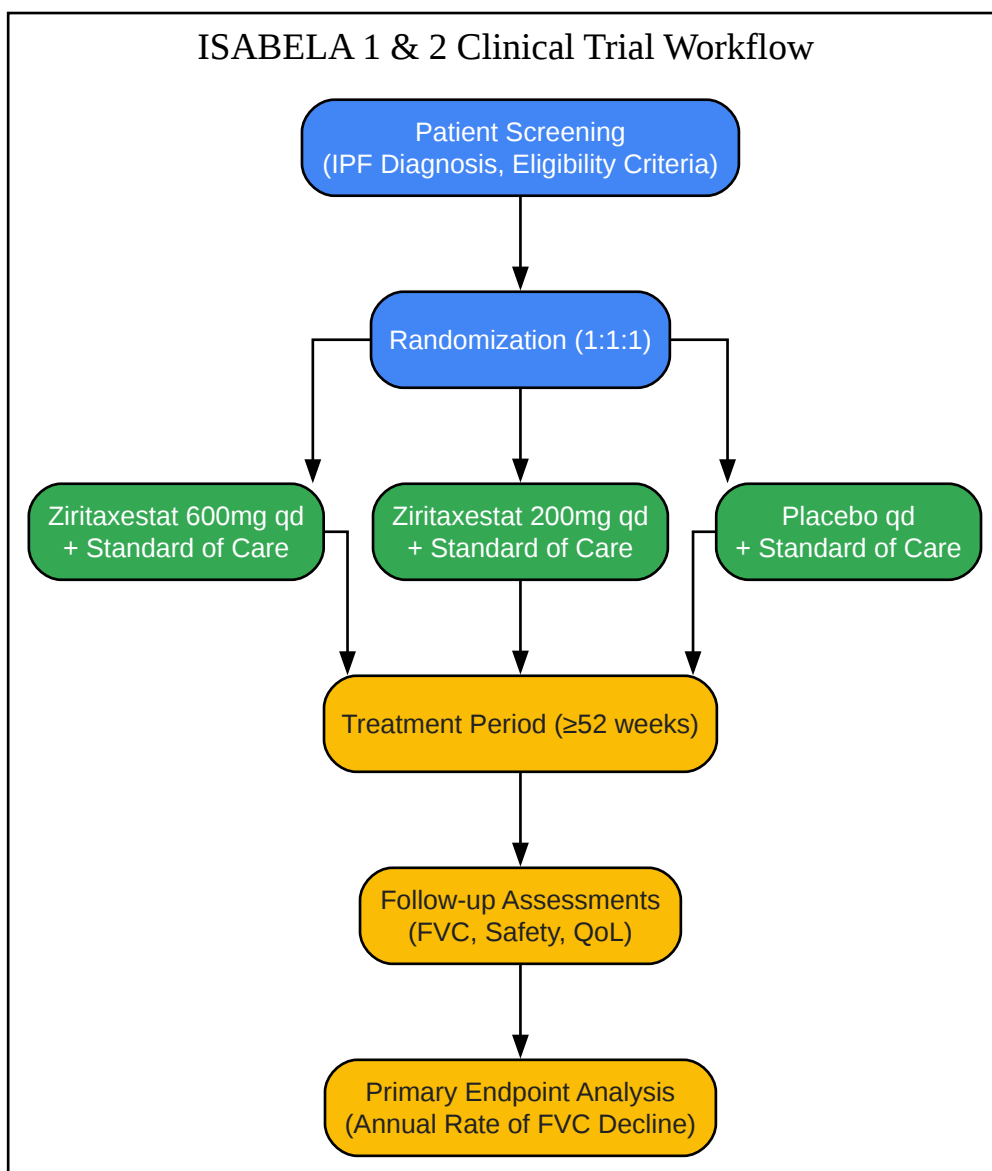 ISABELA 1 & 2 Clinical Trial Workflow
Patient Screening
(IPF Diagnosis, Eligibility Criteria)
Randomization (1:1:1)
Ziritaxestat 600mg qd
+ Standard of Care
Ziritaxestat 200mg qd
+ Standard of Care
Placebo qd
+ Standard of Care
Treatment Period (≥52 weeks)
Follow-up Assessments
(FVC, Safety, QoL)
Primary Endpoint Analysis
(Annual Rate of FVC Decline)